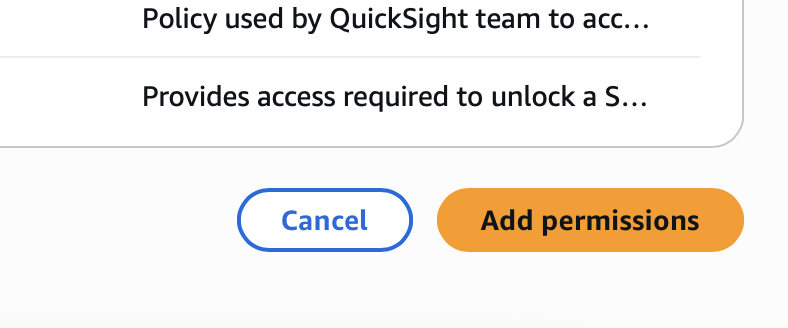 Policy used by QuickSight team to acc...
Provides access required to unlock a S...
Cancel
Add permissions